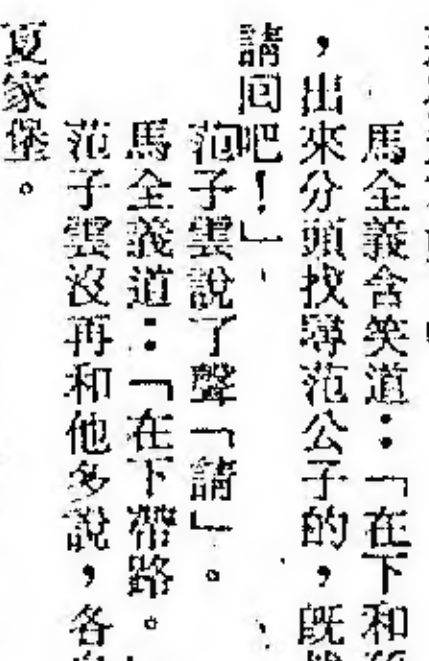 馬全義含笑道：「在下和
，出來分頭找尋范公子的，既
請回吧！」
范子雲說了聲「請」。
馬全義道：「在下帶路。
范子雲沒再和他多說，各
夏家堡。